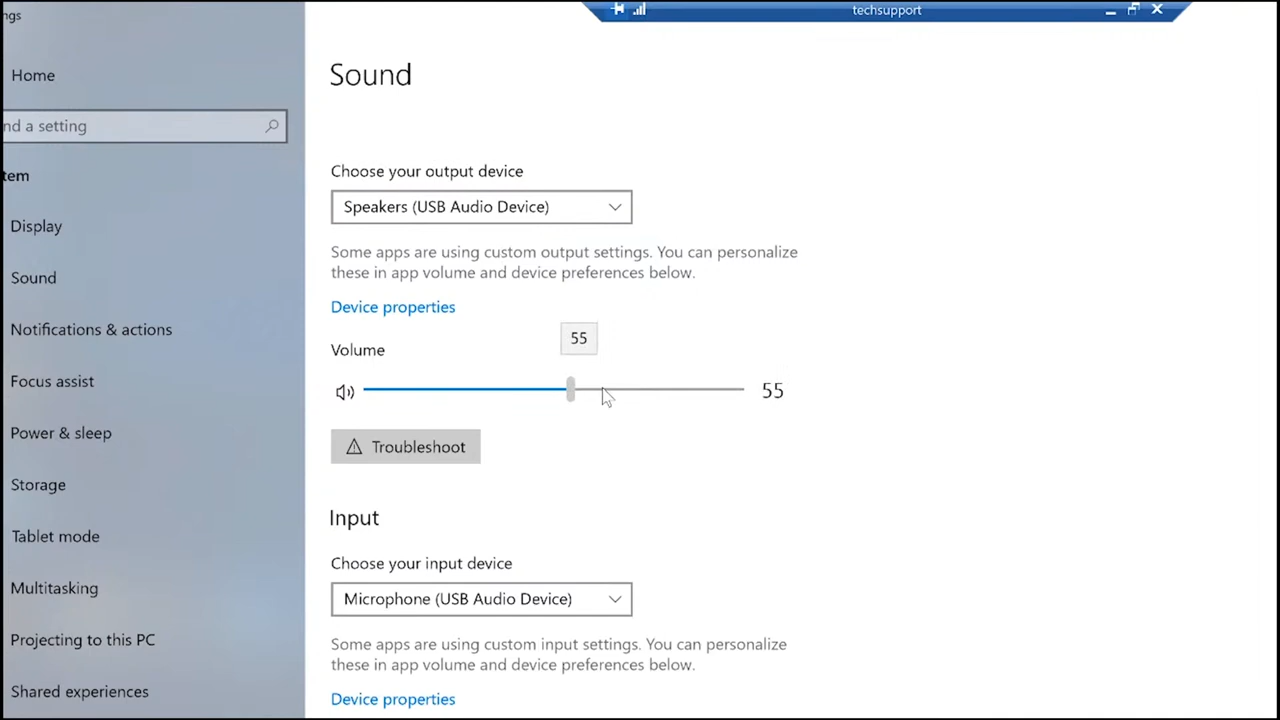 ngs
techsupport
Home
nd a setting
tem
Display
Sound
Notifications & actions
Focus assist
Power & sleep
Storage
Tablet mode
Multitasking
Projecting to this PC
Shared experiences
Sound
Choose your output device
Speakers (USB Audio Device)
Some apps are using custom output settings. You can personalize
these in app volume and device preferences below.
Device properties
55
Volume
55
Troubleshoot
Input
Choose your input device
Microphone (USB Audio Device)
Some apps are using custom input settings. You can personalize
these in app volume and device preferences below.
Device properties